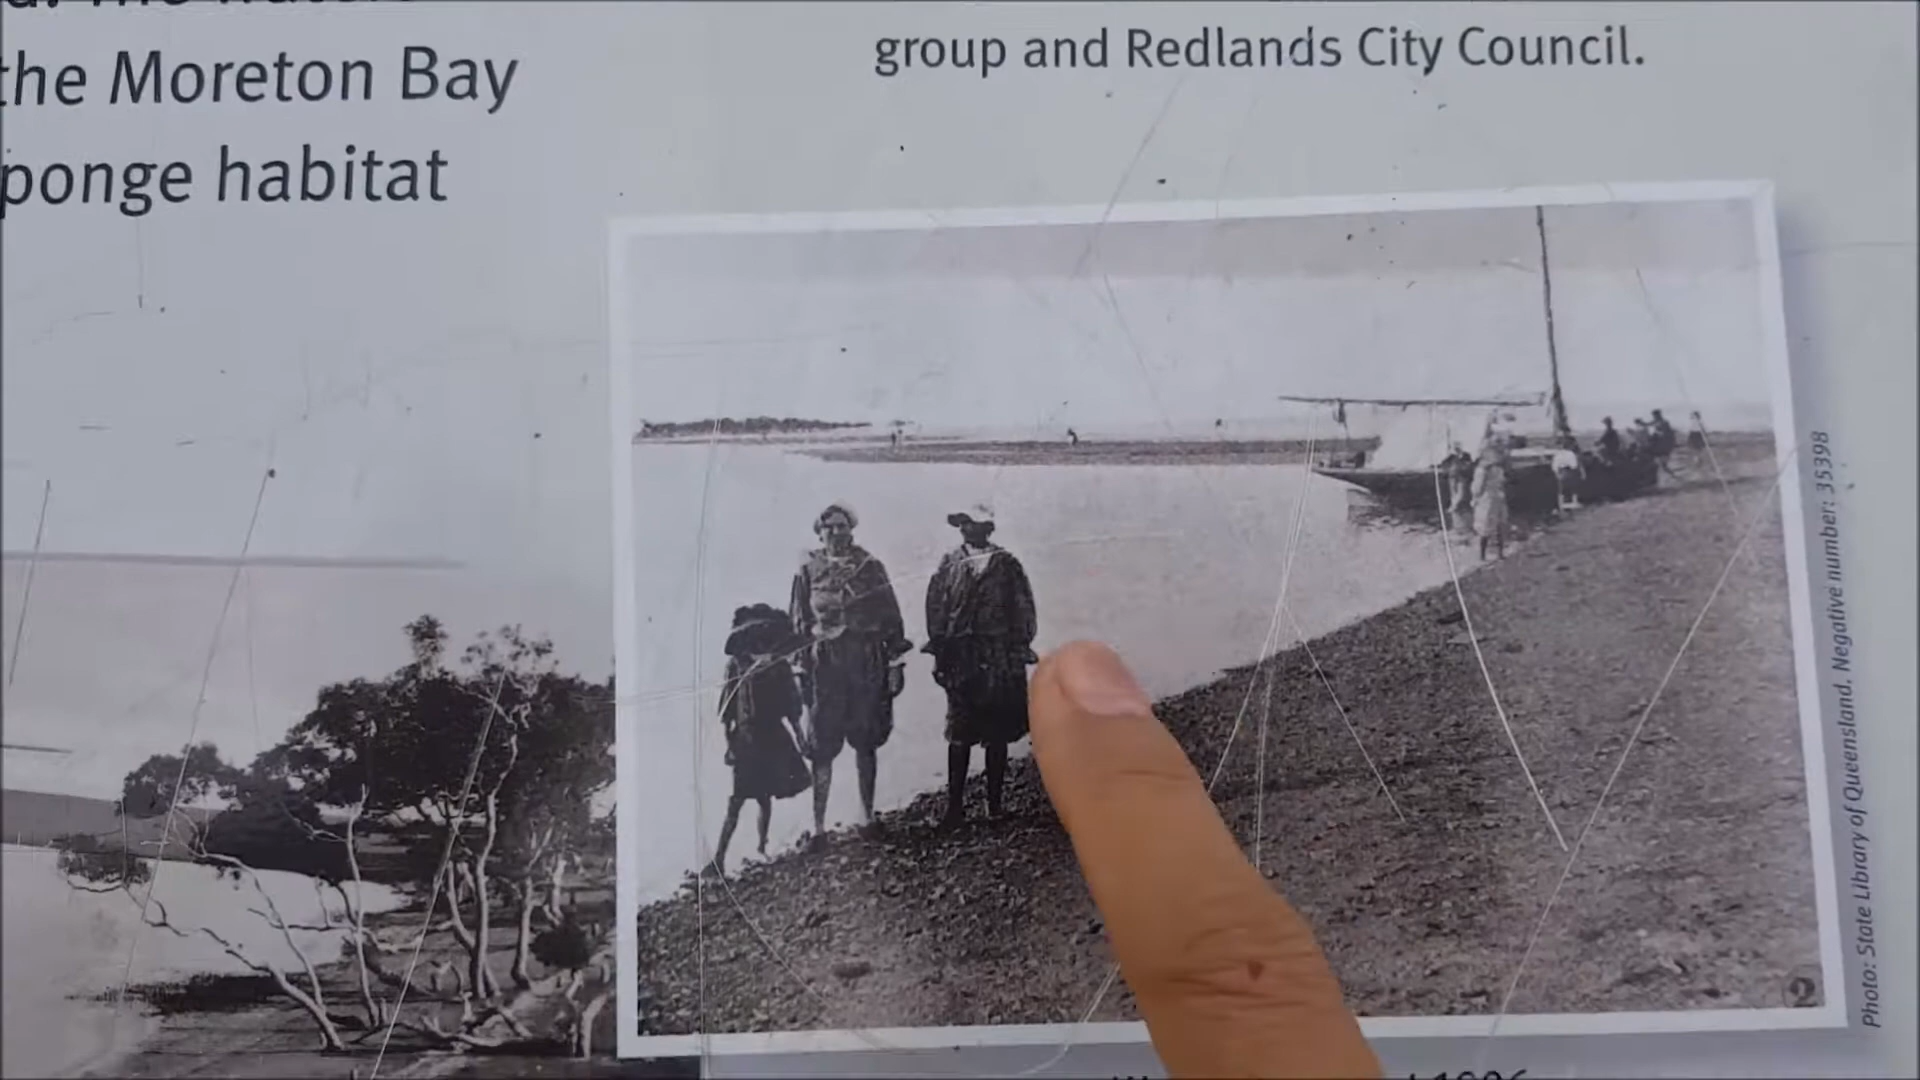 the Moreton Bay
ponge habitat
group and Redlands City Council.
Photo: State Library of Queensland. Negative number: 35398
2